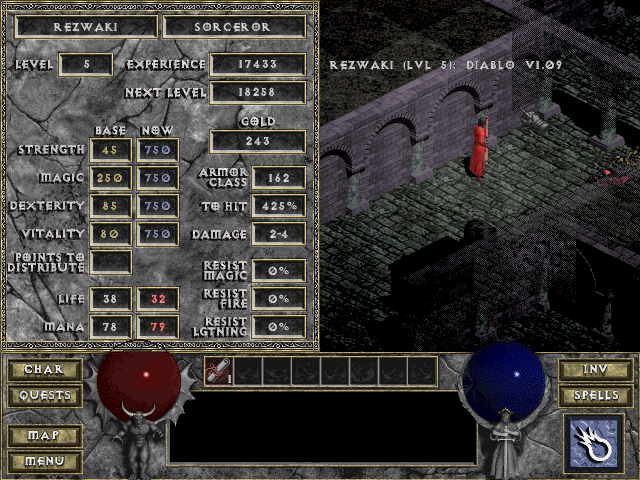 REZWAKI SORCEROR
LEVEL 5 EXPERIENCE 17433
NEXT LEVEL 18258
REZWAKI (LVL 5): DIABLO V1.09
GOLD
243
BASE NOW
STRENGTH 45 750
MAGIC 250 750
ARMOR CLASS 162
DEXTERITY 85 750
TO HIT 425%
VITALITY 80 750
DAMAGE 2-4
POINTS TO
DISTRIBUTE
RESIST
MAGIC 0%
LIFE 38 32
RESIST
FIRE 0%
MANA 78 79
RESIST
LGTNING 0%
CHAR
QUESTS
MAP
MENU
1
INV
SPELLS